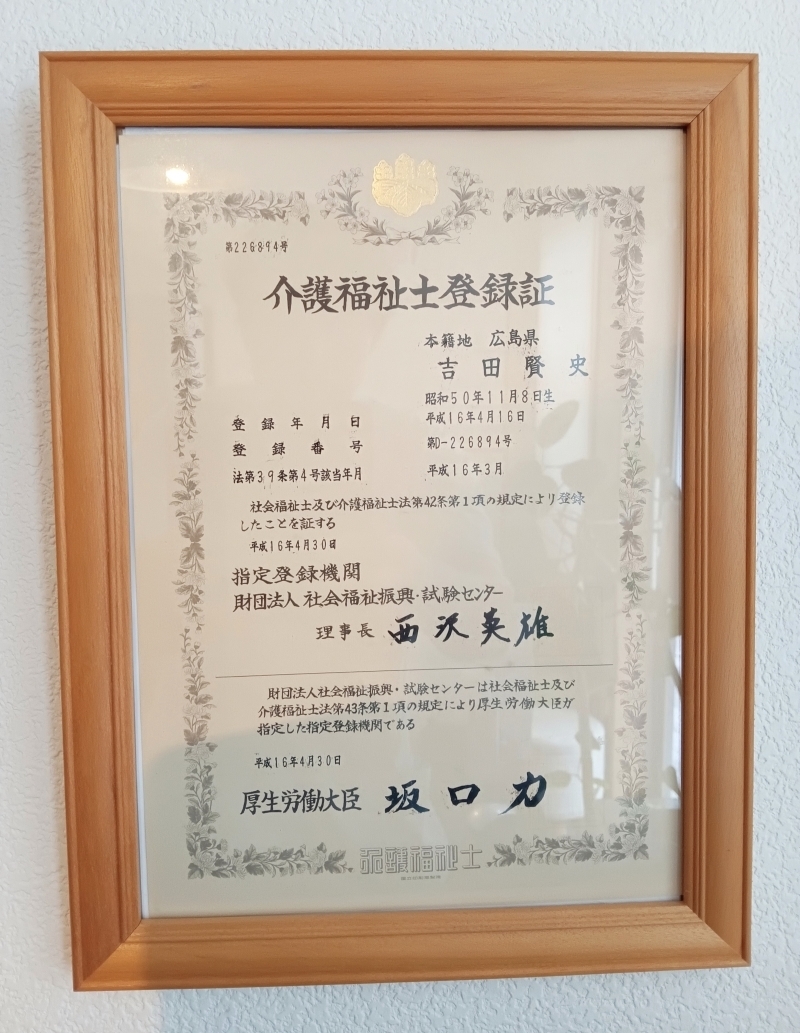 第226894号
介護福祉士登録証
本籍地 広島県
吉田賢史
昭和50年11月8日生
登録年月日 平成16年4月16日
登録番号 第D-226894号
法第39条第4号該当年月 平成16年3月
社会福祉士及び介護福祉士法第42条第1項の規定により登録
したことを証する
平成16年4月30日
指定登録機関
財団法人 社会福祉振興・試験センター
理事長 西沢英雄
財団法人社会福祉振興・試験センターは社会福祉士及び
介護福祉士法第43条第1項の規定により厚生労働大臣が
指定した指定登録機関である
平成16年4月30日
厚生労働大臣 坂口力
介護福祉士